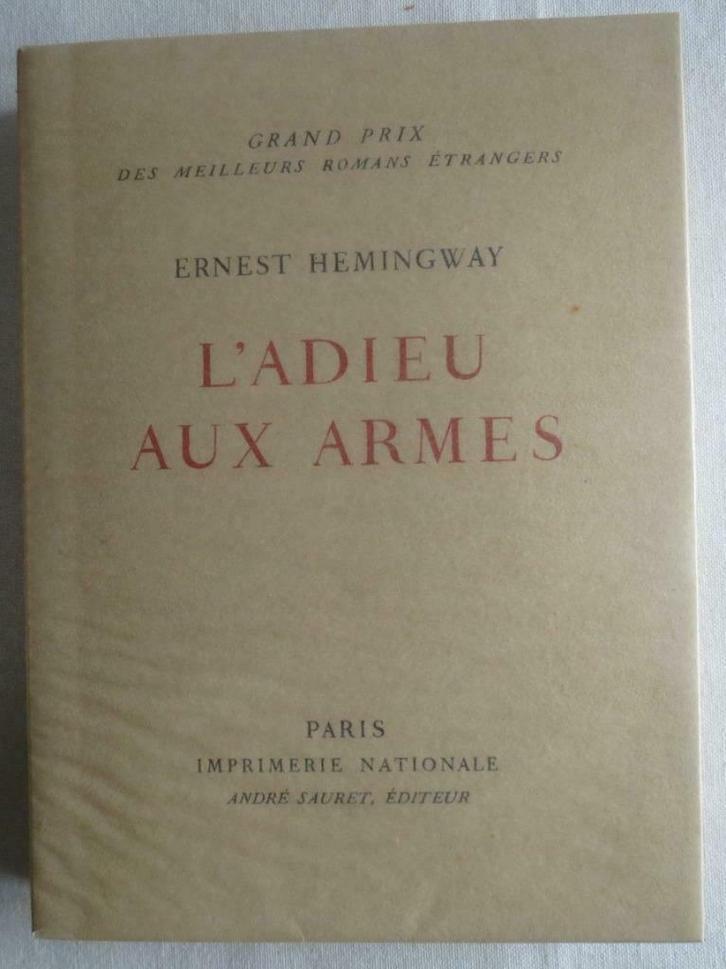 GRAND PRIX
DES MEILLEURS ROMANS ÉTRANGERS
ERNEST HEMINGWAY
L'ADIEU
AUX ARMES
PARIS
IMPRIMERIE NATIONALE
ANDRÉ SAURET, ÉDITEUR